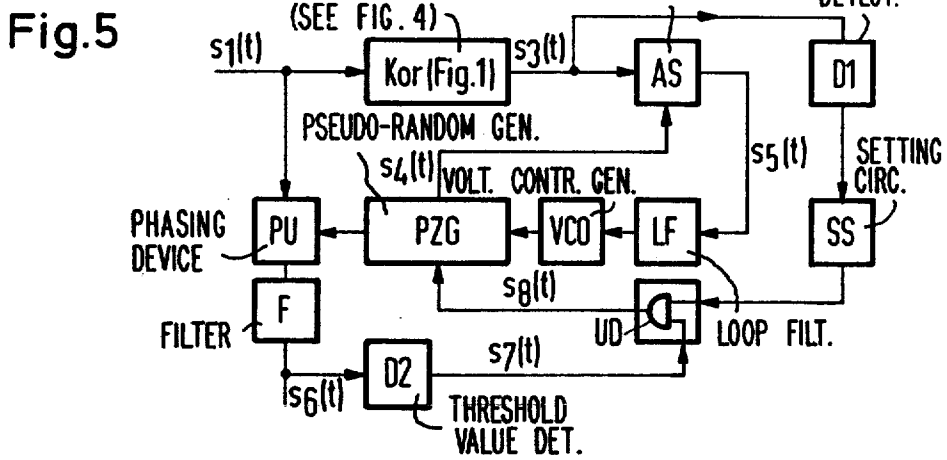 Fig.5
(SEE FIG. 4)
s1(t)
Kor(Fig.1)
s3(t)
AS
D1
PSEUDO-RANDOM GEN.
s4(t)
s5(t)
SETTING
CIRC.
VOLT. CONTR. GEN.
PHASING
DEVICE
PU
PZG
VCO
LF
SS
s8(t)
UD
LOOP FILT.
FILTER
F
s6(t)
D2
s7(t)
THRESHOLD
VALUE DET.